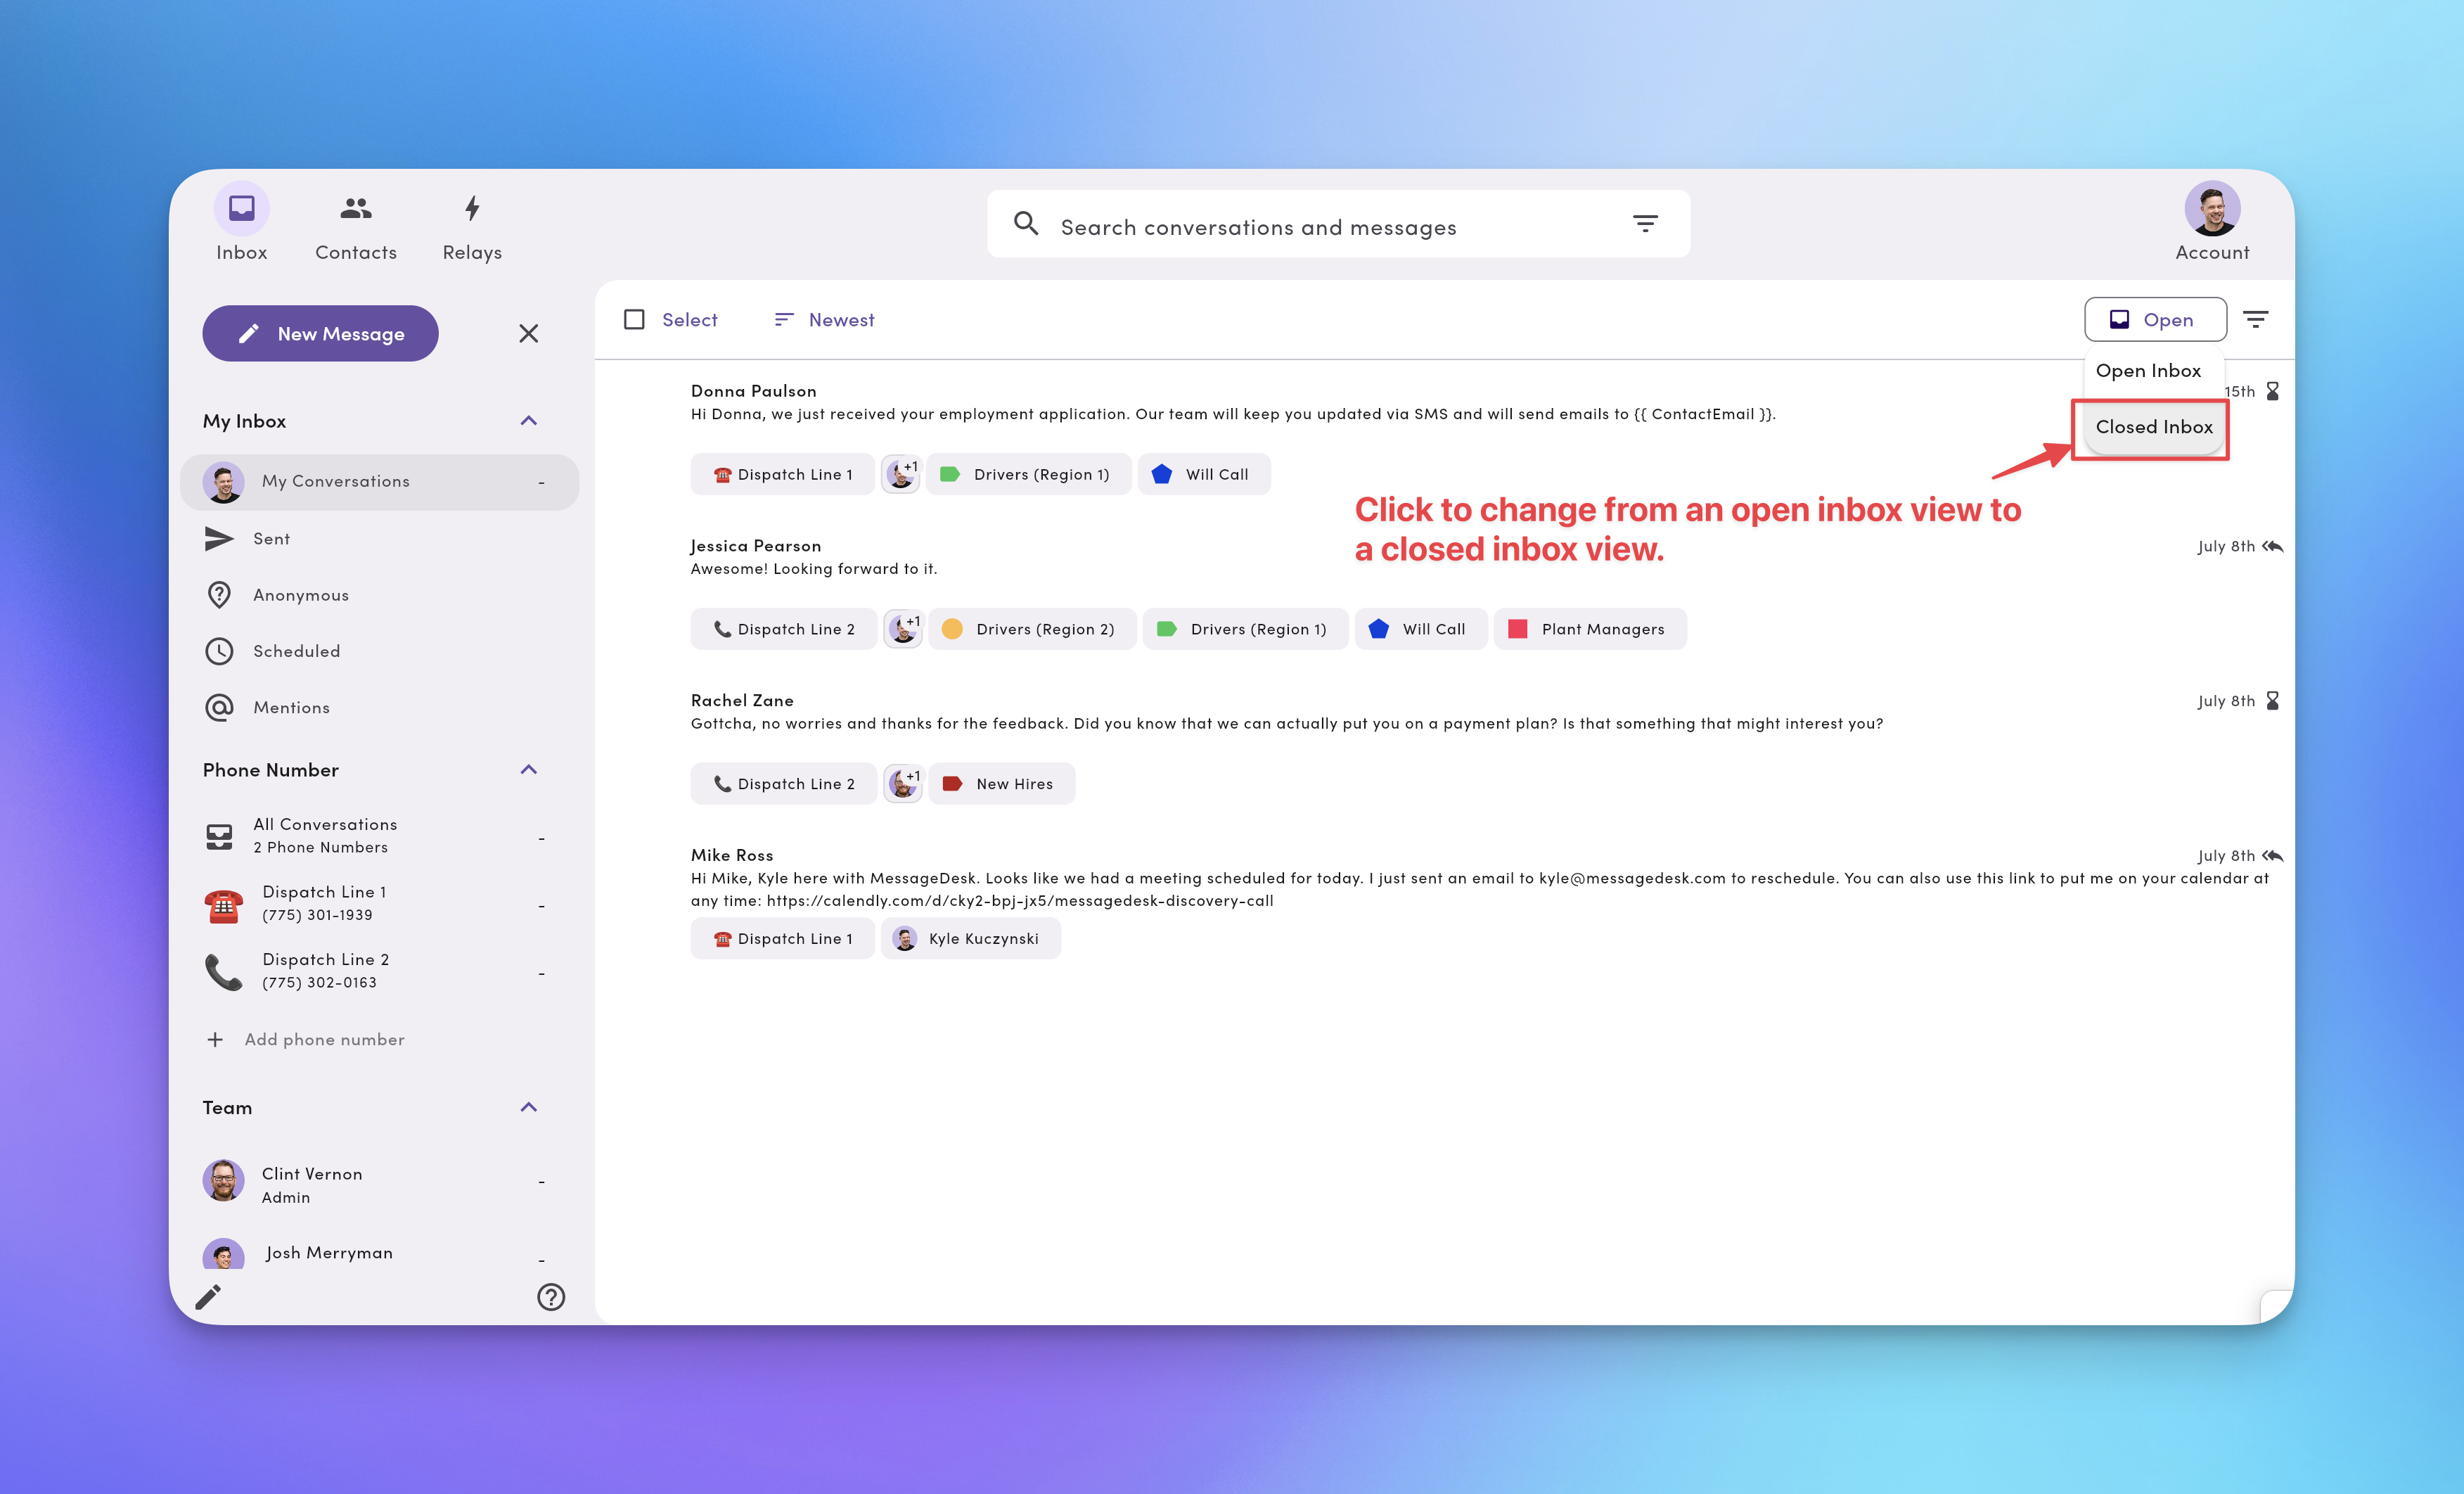 Inbox
Contacts
Relays
Search conversations and messages
Account
New Message
Select
Newest
Open
Open Inbox
Closed Inbox
Click to change from an open inbox view to
a closed inbox view.
My Inbox
My Conversations -
Sent
Anonymous
Scheduled
Mentions
Phone Number
All Conversations
2 Phone Numbers -
Dispatch Line 1
(775) 301-1939 -
Dispatch Line 2
(775) 302-0163 -
+ Add phone number
Team
Clint Vernon
Admin -
Josh Merryman -
Donna Paulson
15th
Hi Donna, we just received your employment application. Our team will keep you updated via SMS and will send emails to {{ ContactEmail }}.
Dispatch Line 1 +1 Drivers (Region 1) Will Call
Jessica Pearson
July 8th
Awesome! Looking forward to it.
Dispatch Line 2 +1 Drivers (Region 2) Drivers (Region 1) Will Call Plant Managers
Rachel Zane
July 8th
Gottcha, no worries and thanks for the feedback. Did you know that we can actually put you on a payment plan? Is that something that might interest you?
Dispatch Line 2 +1 New Hires
Mike Ross
July 8th
Hi Mike, Kyle here with MessageDesk. Looks like we had a meeting scheduled for today. I just sent an email to kyle@messagedesk.com to reschedule. You can also use this link to put me on your calendar at
any time: https://calendly.com/d/cky2-bpj-jx5/messagedesk-discovery-call
Dispatch Line 1 Kyle Kuczynski